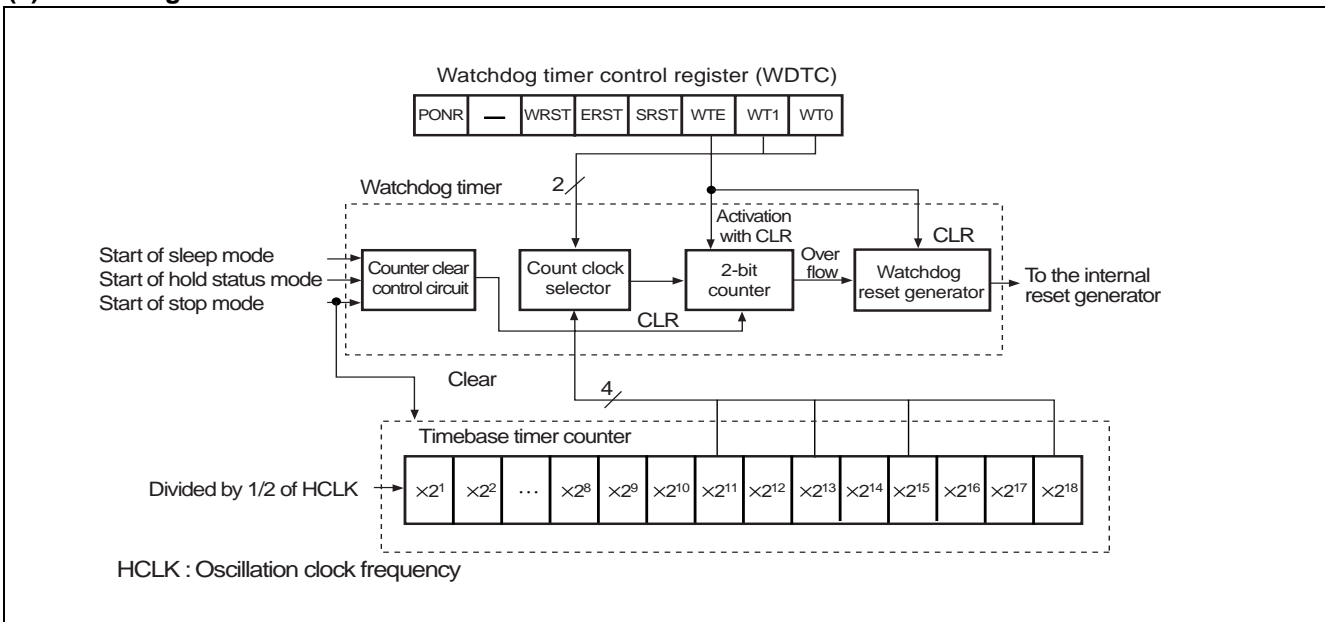 Watchdog timer control register (WDTC)
PONR — WRST ERST SRST WTE WT1 WT0
Watchdog timer
2
Activation
with CLR
CLR
Start of sleep mode
Start of hold status mode
Start of stop mode
Counter clear
control circuit
Count clock
selector
2-bit
counter
Over
flow
Watchdog
reset generator
To the internal
reset generator
CLR
Clear
4
Timebase timer counter
Divided by 1/2 of HCLK
×2¹ ×2² ... ×2⁸ ×2⁹ ×2¹⁰ ×2¹¹ ×2¹² ×2¹³ ×2¹⁴ ×2¹⁵ ×2¹⁶ ×2¹⁷ ×2¹⁸
HCLK : Oscillation clock frequency